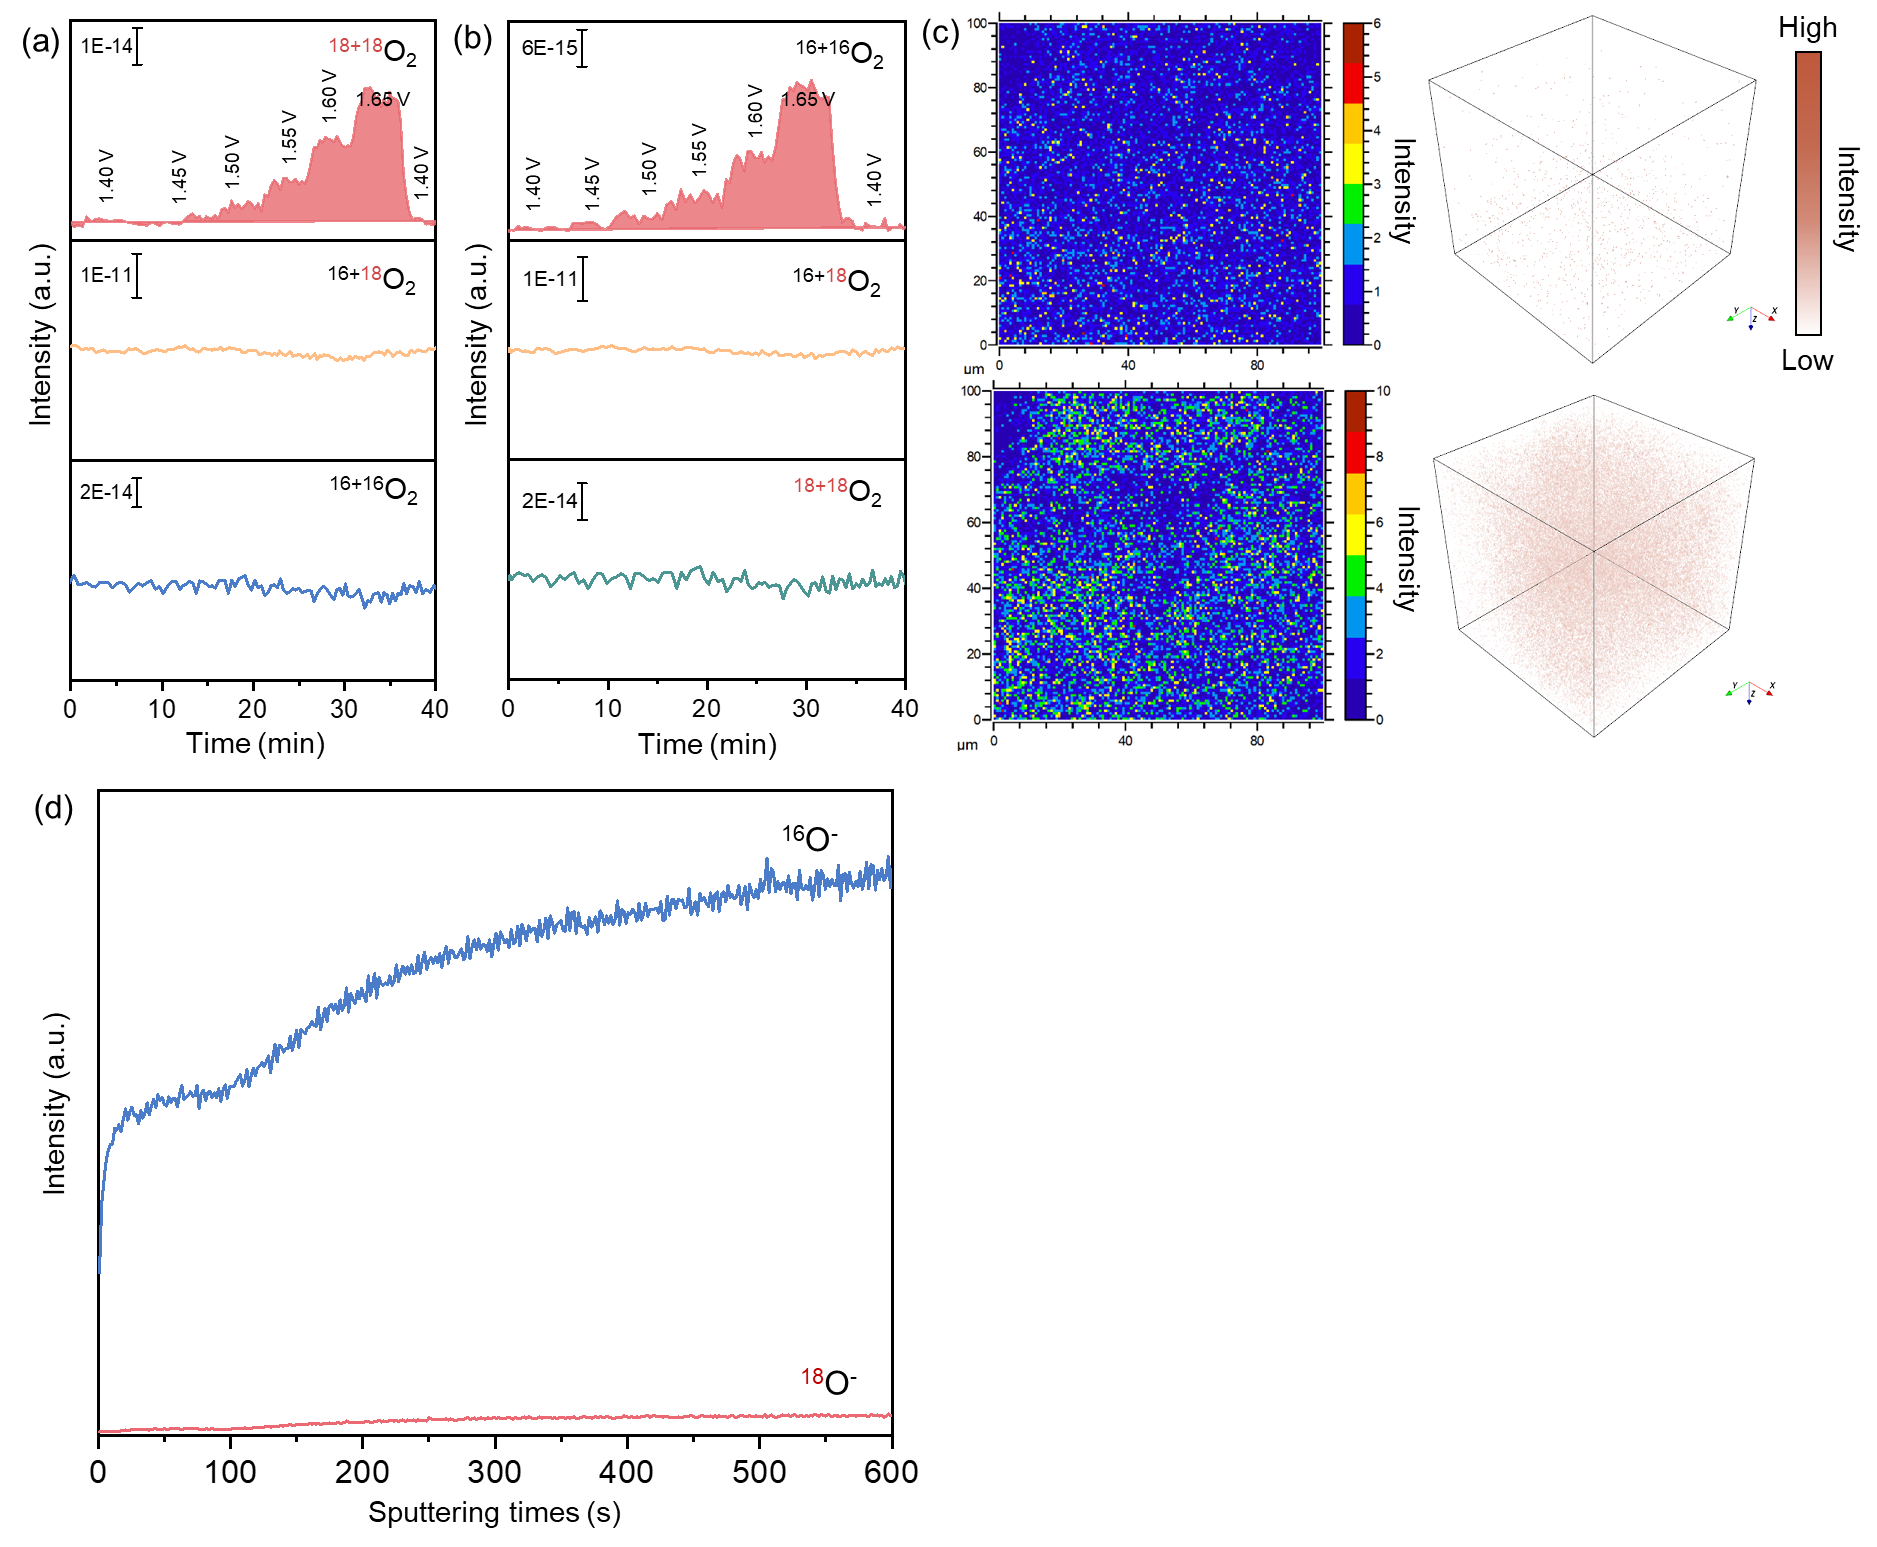 (a)
1E-14
18+18O2
1.40 V
1.45 V
1.50 V
1.55 V
1.60 V
1.65 V
1.40 V
1E-11
16+18O2
2E-14
16+16O2
Intensity (a.u.)
0 10 20 30 40
Time (min)
(b)
6E-15
16+16O2
1.40 V
1.45 V
1.50 V
1.55 V
1.60 V
1.65 V
1.40 V
1E-11
16+18O2
2E-14
18+18O2
Intensity (a.u.)
0 10 20 30 40
Time (min)
(c)
100
80
60
40
20
0
µm 0 40 80
6
5
4
3
2
1
0
Intensity
Y Z X
High
Intensity
Low
100
80
60
40
20
0
µm 0 40 80
10
8
6
4
2
0
Intensity
Y Z X
(d)
16O-
18O-
Intensity (a.u.)
0 100 200 300 400 500 600
Sputtering times (s)